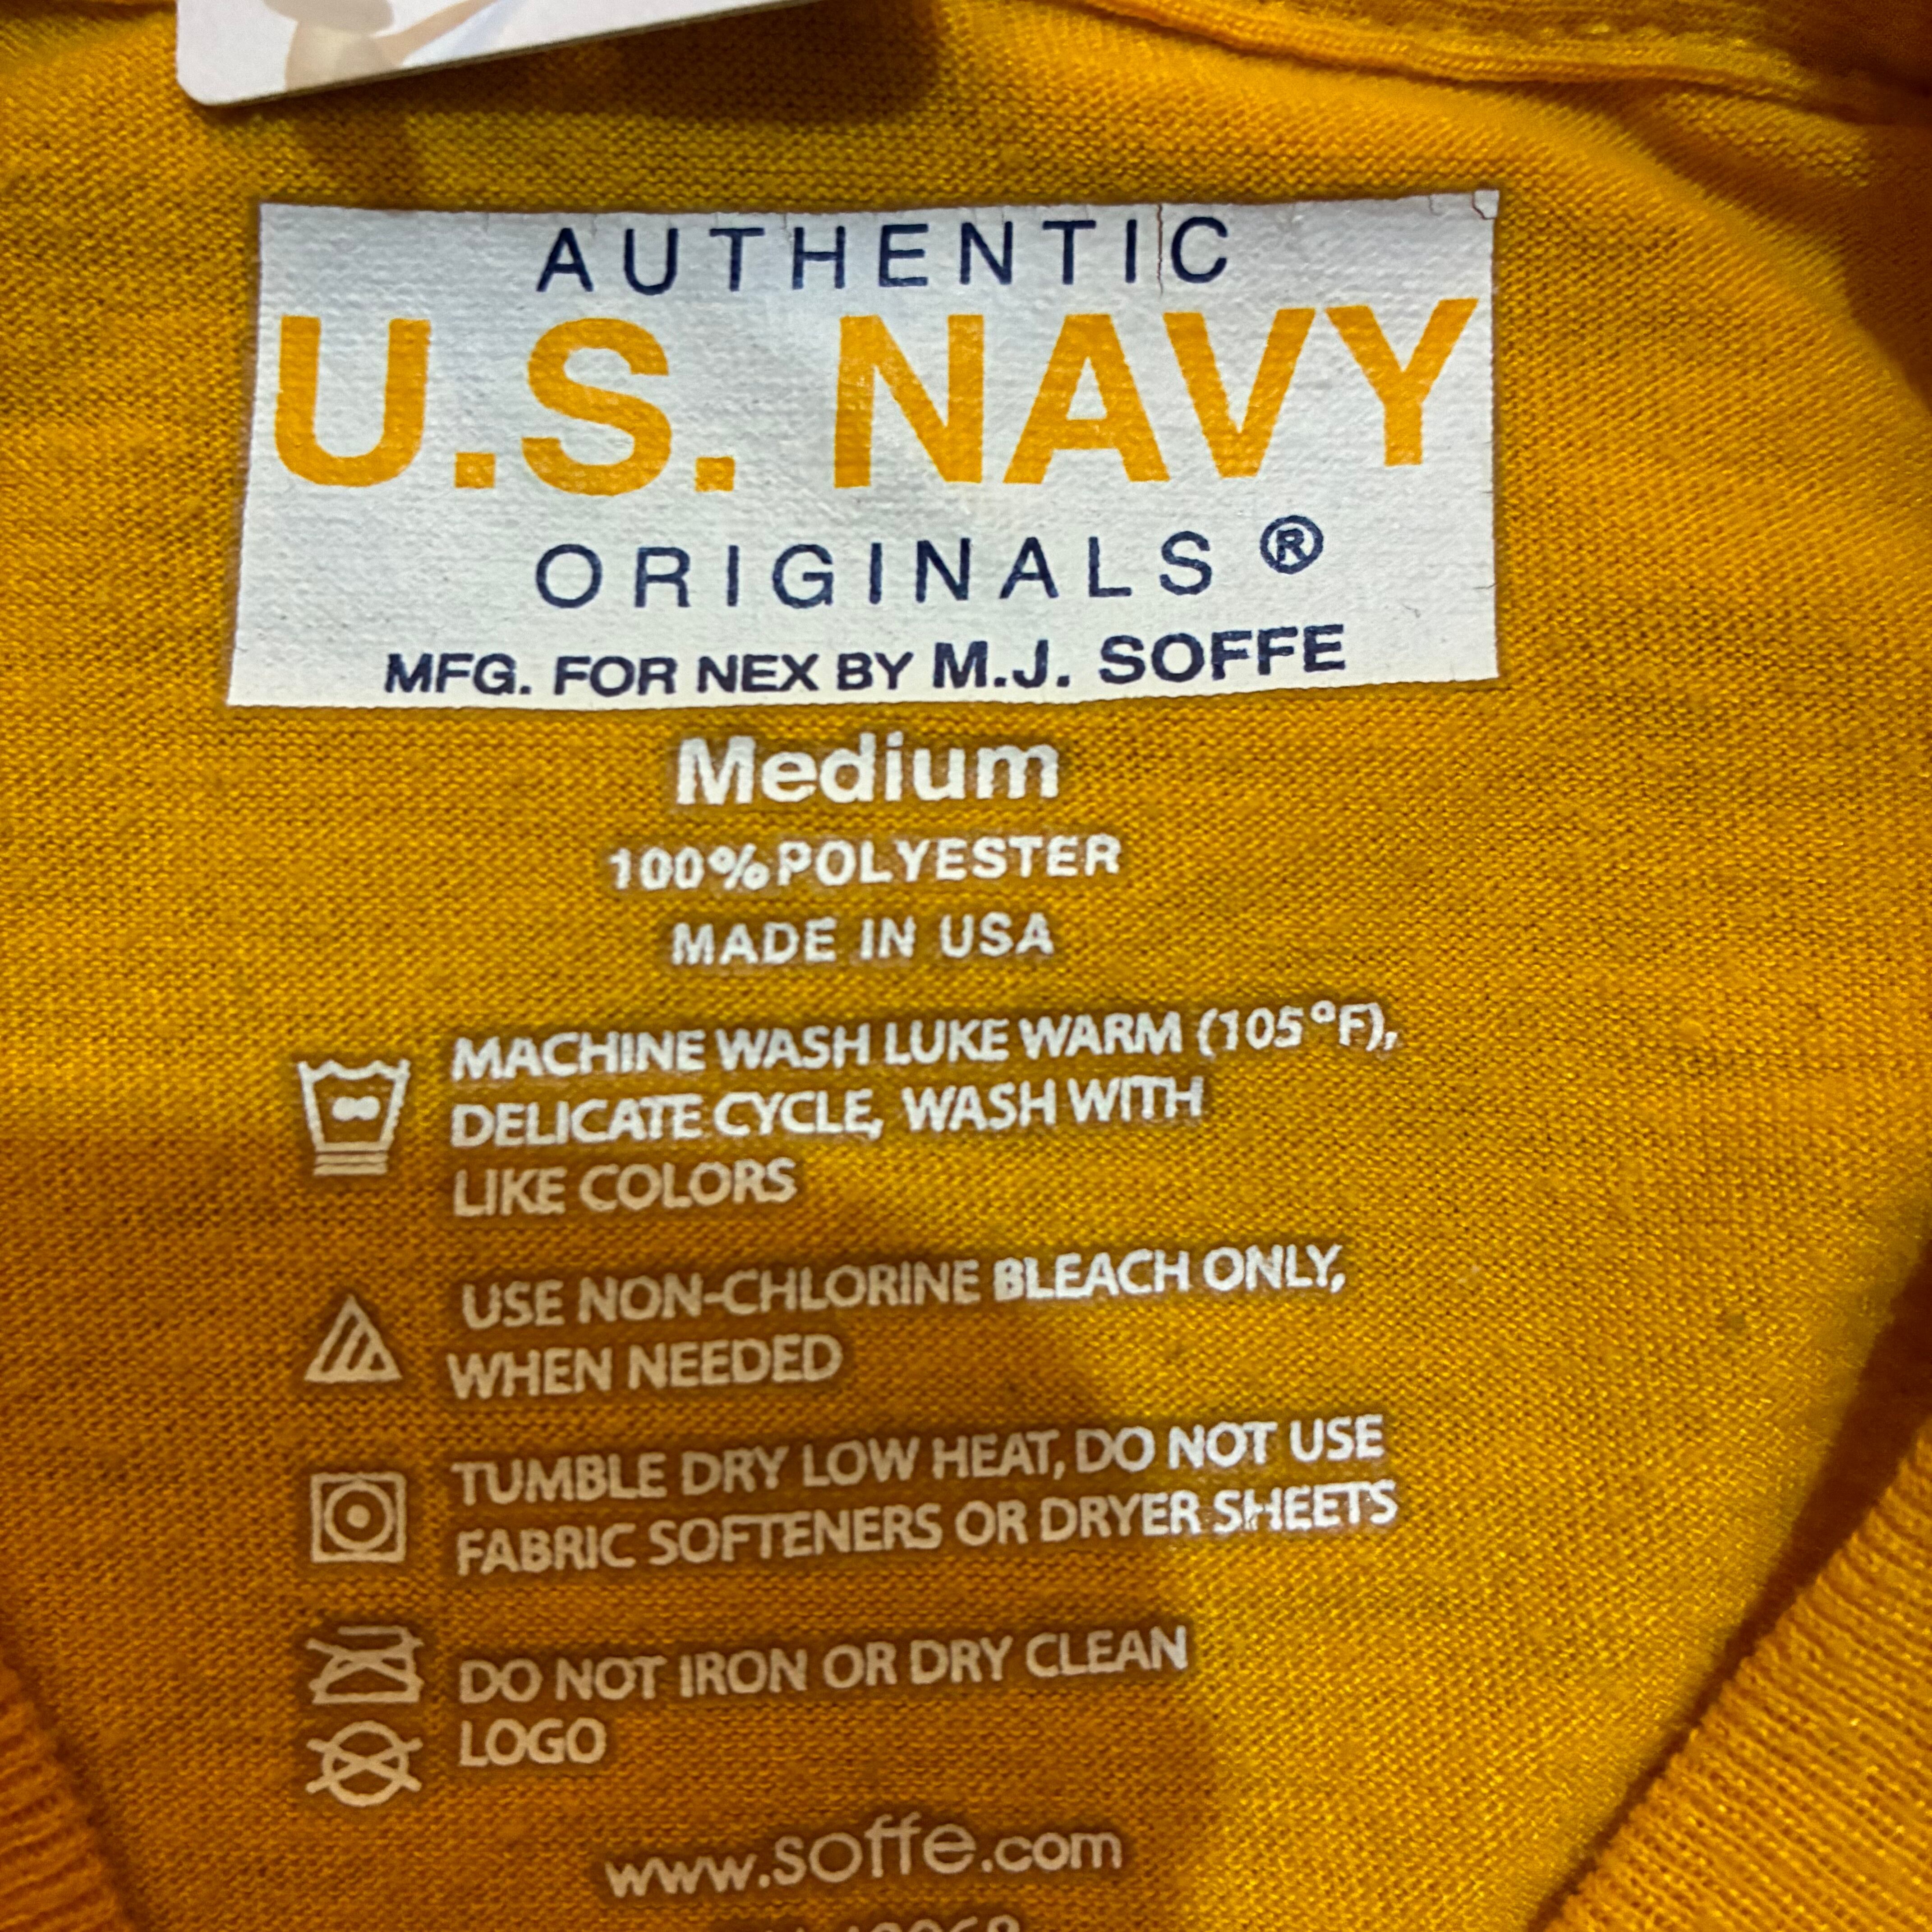 AUTHENTIC
U.S. NAVY
ORIGINALS ®
MFG. FOR NEX BY M.J. SOFFE
Medium
100% POLYESTER
MADE IN USA
MACHINE WASH LUKE WARM (105°F),
DELICATE CYCLE, WASH WITH
LIKE COLORS
USE NON-CHLORINE BLEACH ONLY,
WHEN NEEDED
TUMBLE DRY LOW HEAT, DO NOT USE
FABRIC SOFTENERS OR DRYER SHEETS
DO NOT IRON OR DRY CLEAN
LOGO
www.soffe.com